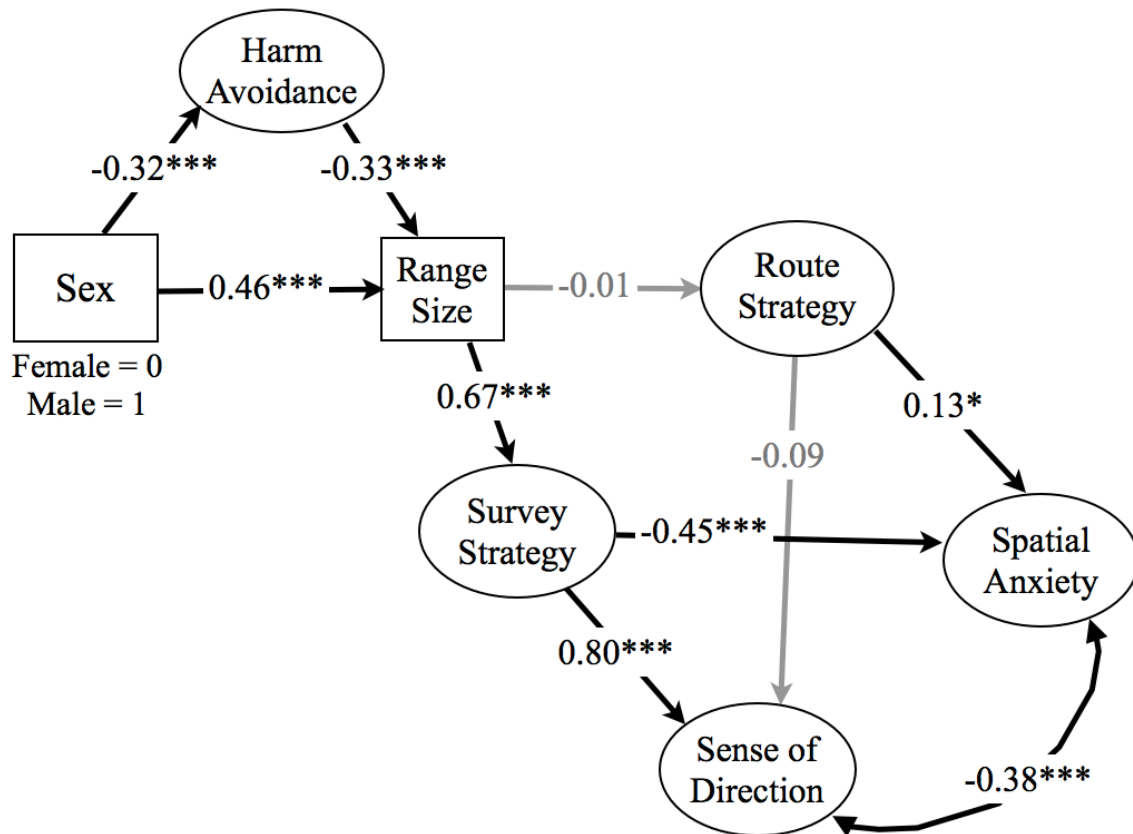 Harm
Avoidance
-0.32***
-0.33***
Sex
0.46***
Range
Size
-0.01
Route
Strategy
Female = 0
Male = 1
0.67***
0.13*
-0.09
Survey
Strategy
-0.45***
Spatial
Anxiety
0.80***
Sense of
Direction
-0.38***